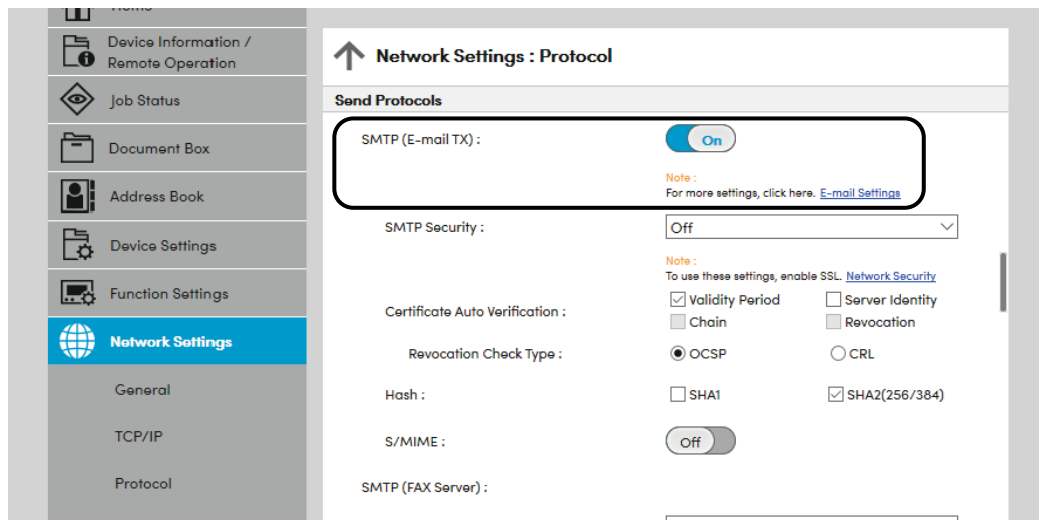 Home
Device Information /
Remote Operation
Job Status
Document Box
Address Book
Device Settings
Function Settings
Network Settings
General
TCP/IP
Protocol
Network Settings : Protocol
Send Protocols
SMTP (E-mail TX) : On
Note :
For more settings, click here. E-mail Settings
SMTP Security : Off
Note :
To use these settings, enable SSL. Network Security
Certificate Auto Verification : Validity Period Server Identity
Chain Revocation
Revocation Check Type : OCSP CRL
Hash : SHA1 SHA2(256/384)
S/MIME : Off
SMTP (FAX Server) :